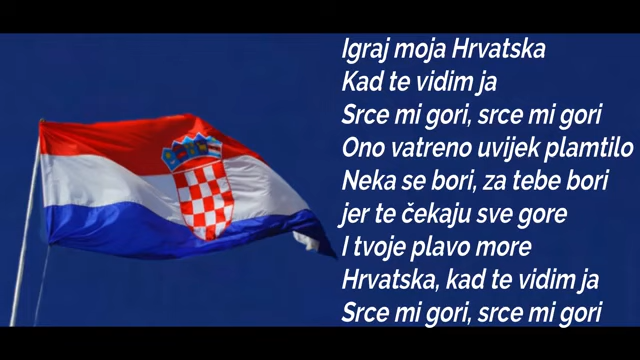 Igraj moja Hrvatska
Kad te vidim ja
Srce mi gori, srce mi gori
Ono vatreno uvijek plamtilo
Neka se bori, za tebe bori
jer te čekaju sve gore
I tvoje plavo more
Hrvatska, kad te vidim ja
Srce mi gori, srce mi gori